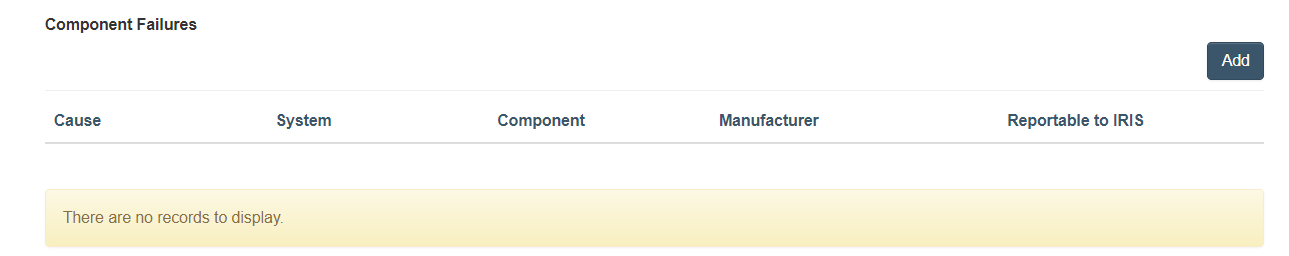 Component Failures
Add
Cause System Component Manufacturer Reportable to IRIS
There are no records to display.